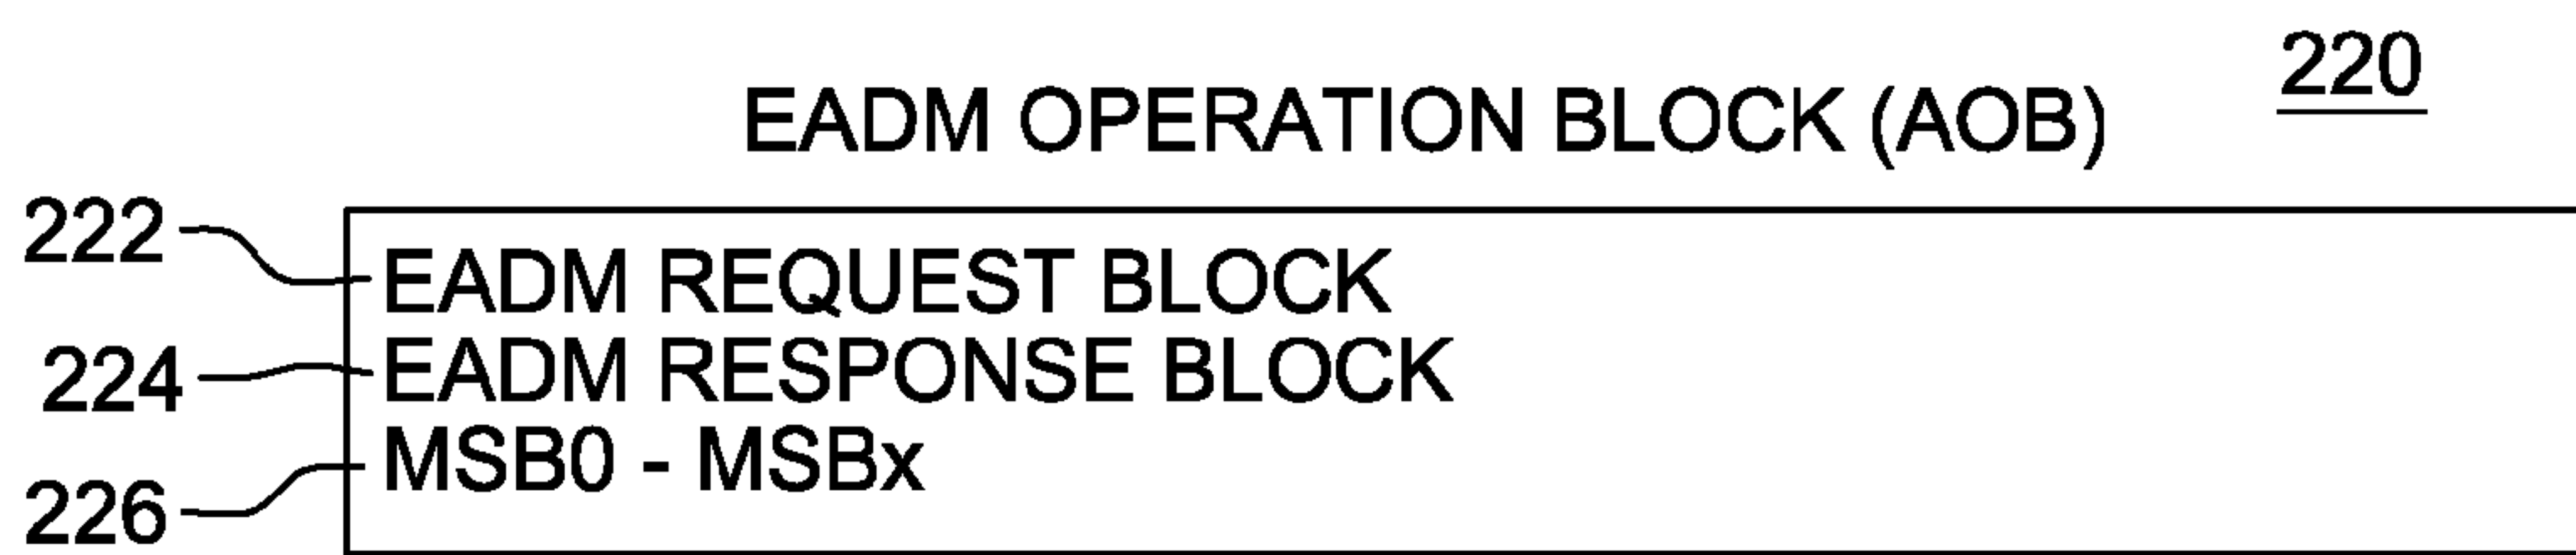 220
EADM OPERATION BLOCK (AOB)
222
EADM REQUEST BLOCK
224
EADM RESPONSE BLOCK
226
MSB0 - MSBx